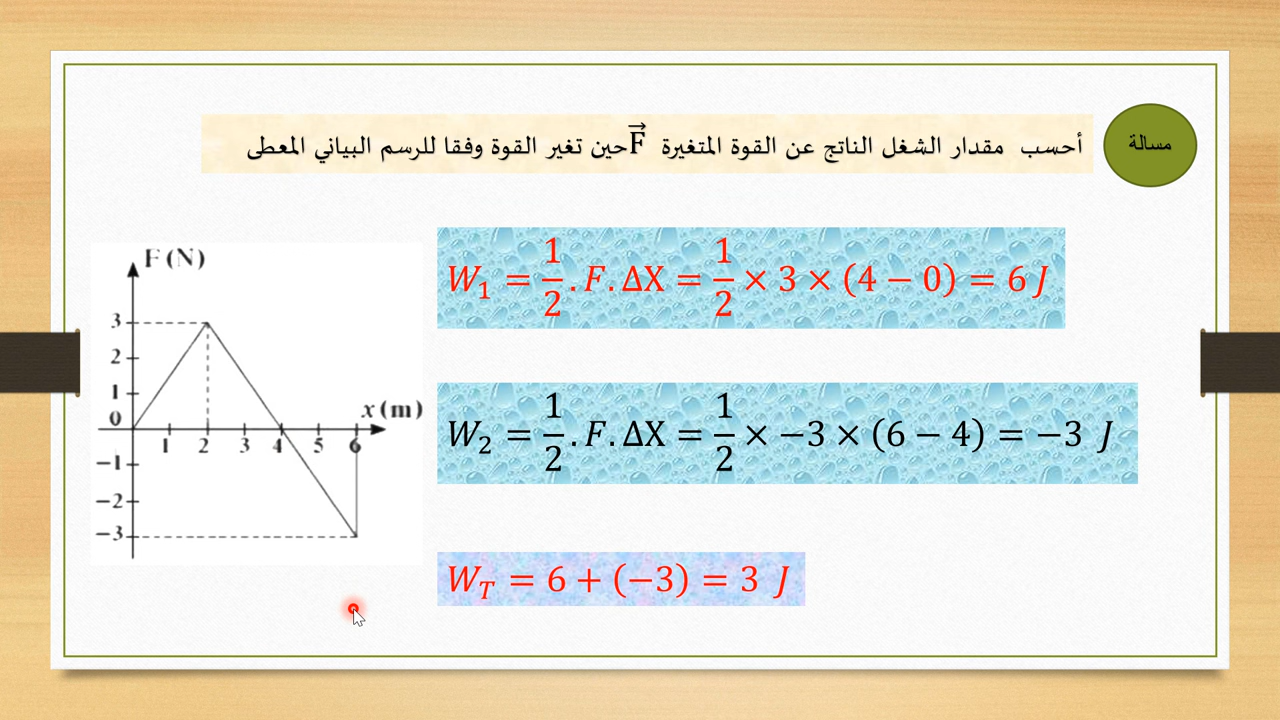 مسالة
أحسب مقدار الشغل الناتج عن القوة المتغيرة F⃗ حين تغير القوة وفقا للرسم البياني المعطى
W₁ = 1/2 .F.ΔX = 1/2 × 3 × (4 − 0) = 6 J
W₂ = 1/2 .F.ΔX = 1/2 × −3 × (6 − 4) = −3 J
W_T = 6 + (−3) = 3 J
F (N)
3
2
1
0
x (m)
1 2 3 4 5 6
−1
−2
−3